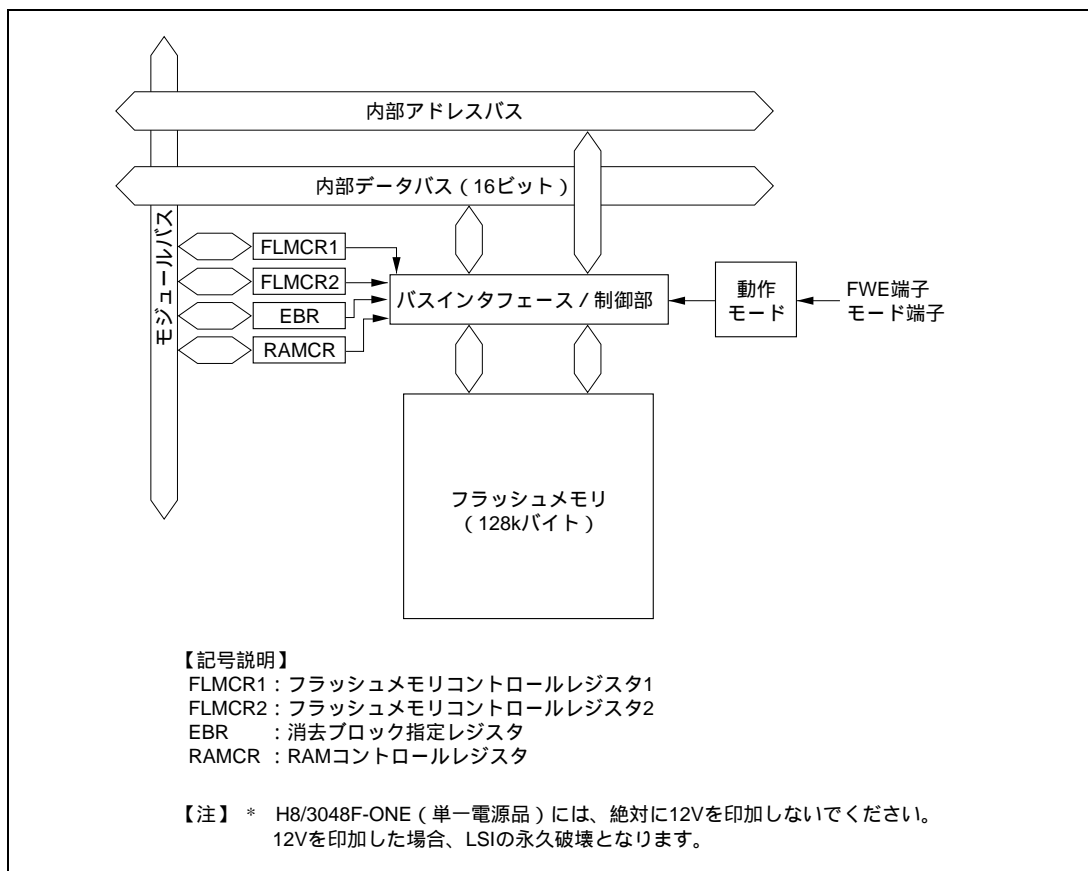 内部アドレスバス
内部データバス（16ビット）
モジュールバス
FLMCR1
FLMCR2
EBR
RAMCR
バスインタフェース / 制御部
動作
モード
FWE端子
モード端子
フラッシュメモリ
（128kバイト）
【記号説明】
FLMCR1：フラッシュメモリコントロールレジスタ1
FLMCR2：フラッシュメモリコントロールレジスタ2
EBR ：消去ブロック指定レジスタ
RAMCR ：RAMコントロールレジスタ
【注】 * H8/3048F-ONE（単一電源品）には、絶対に12Vを印加しないでください。
12Vを印加した場合、LSIの永久破壊となります。